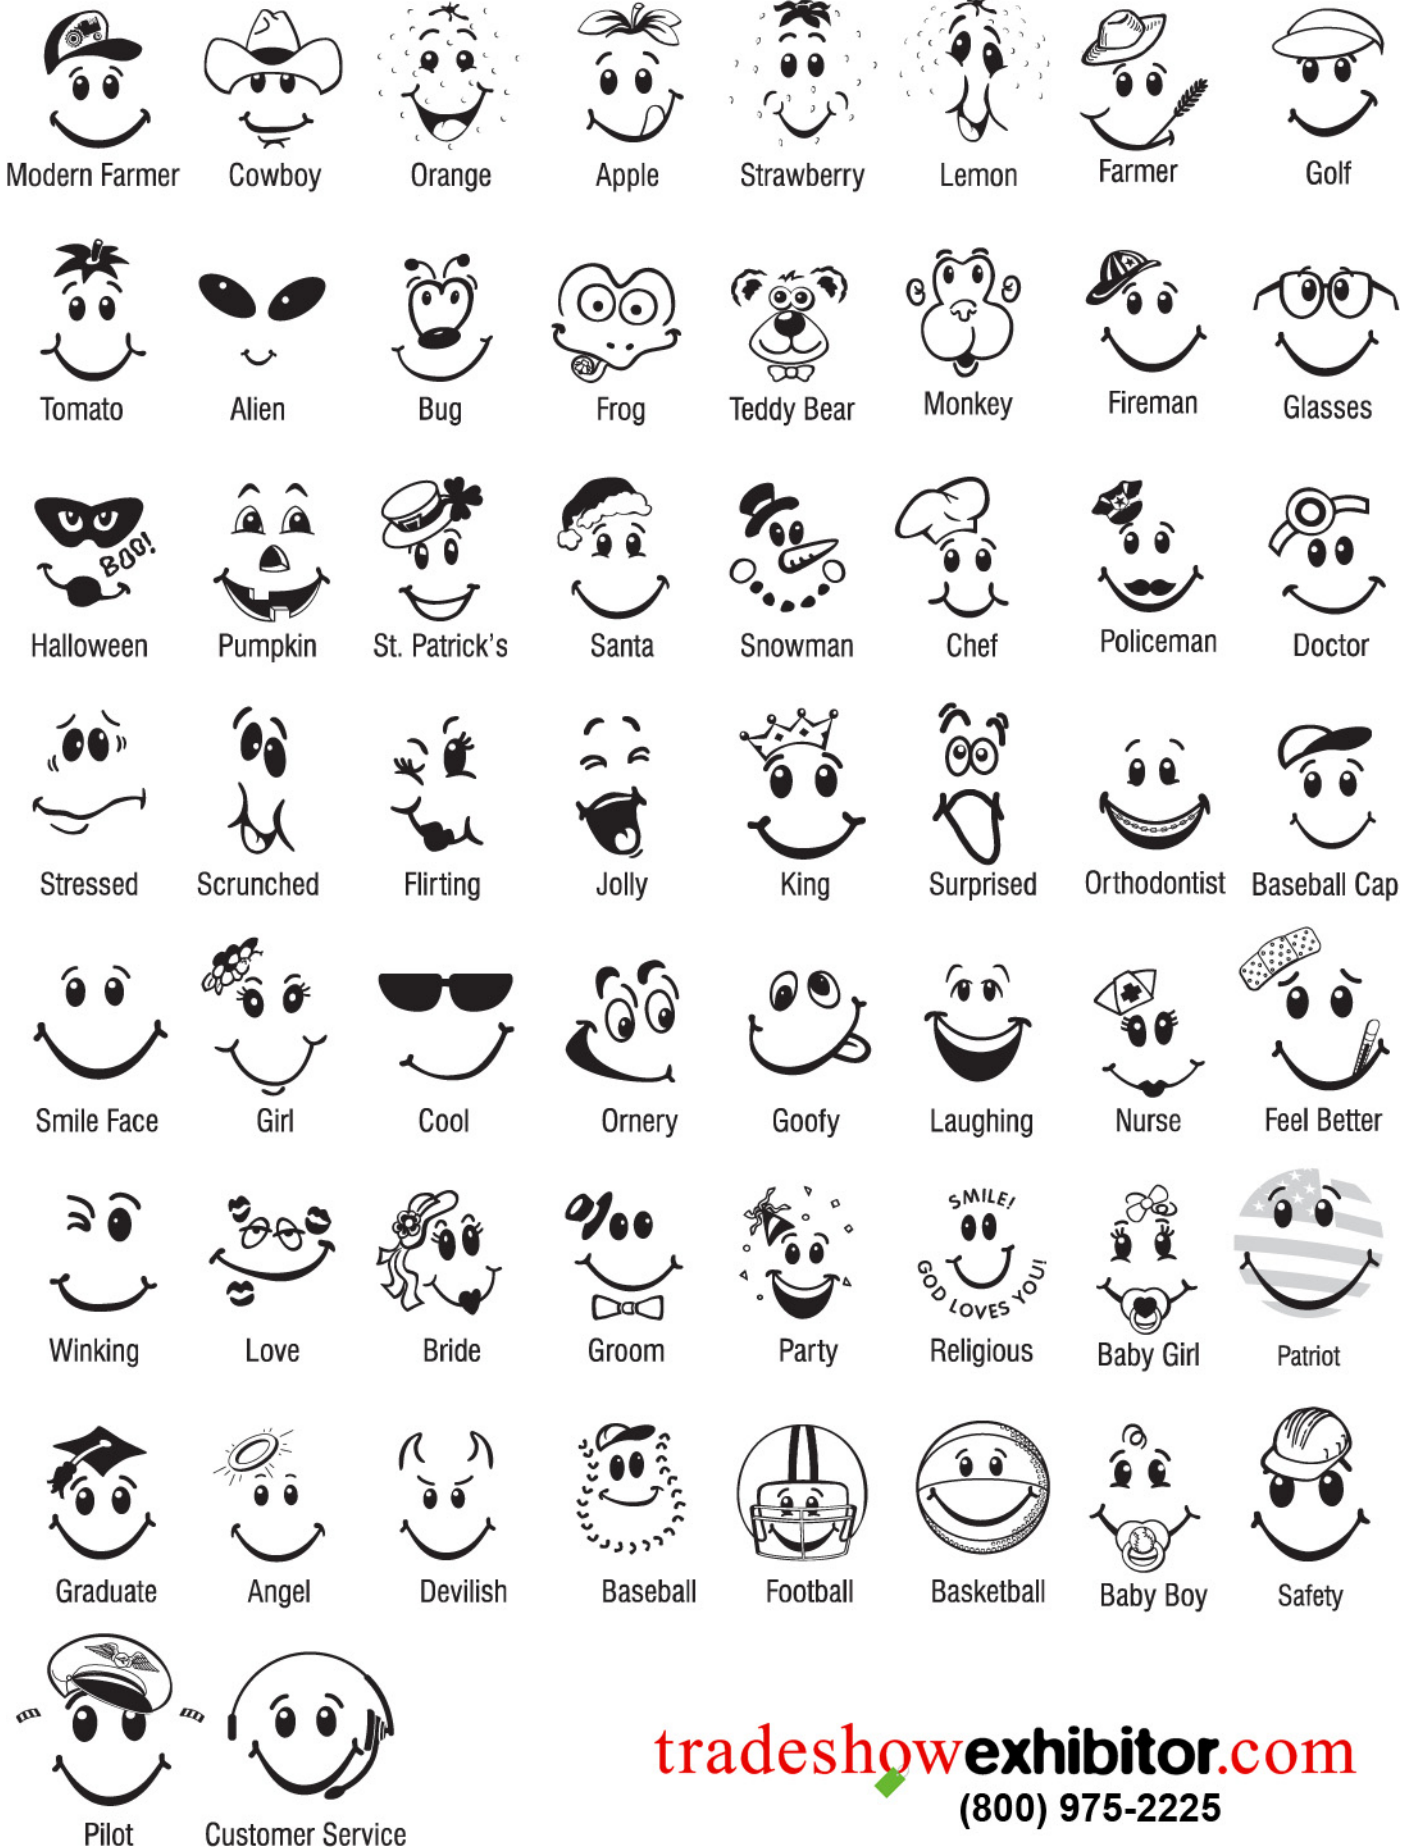 Modern Farmer Cowboy Orange Apple Strawberry Lemon Farmer Golf
Tomato Alien Bug Frog Teddy Bear Monkey Fireman Glasses
BOO!
Halloween Pumpkin St. Patrick's Santa Snowman Chef Policeman Doctor
Stressed Scrunched Flirting Jolly King Surprised Orthodontist Baseball Cap
Smile Face Girl Cool Ornery Goofy Laughing Nurse Feel Better
SMILE!
GOD LOVES YOU!
Winking Love Bride Groom Party Religious Baby Girl Patriot
Graduate Angel Devilish Baseball Football Basketball Baby Boy Safety
Pilot Customer Service
tradeshowexhibitor.com
(800) 975-2225